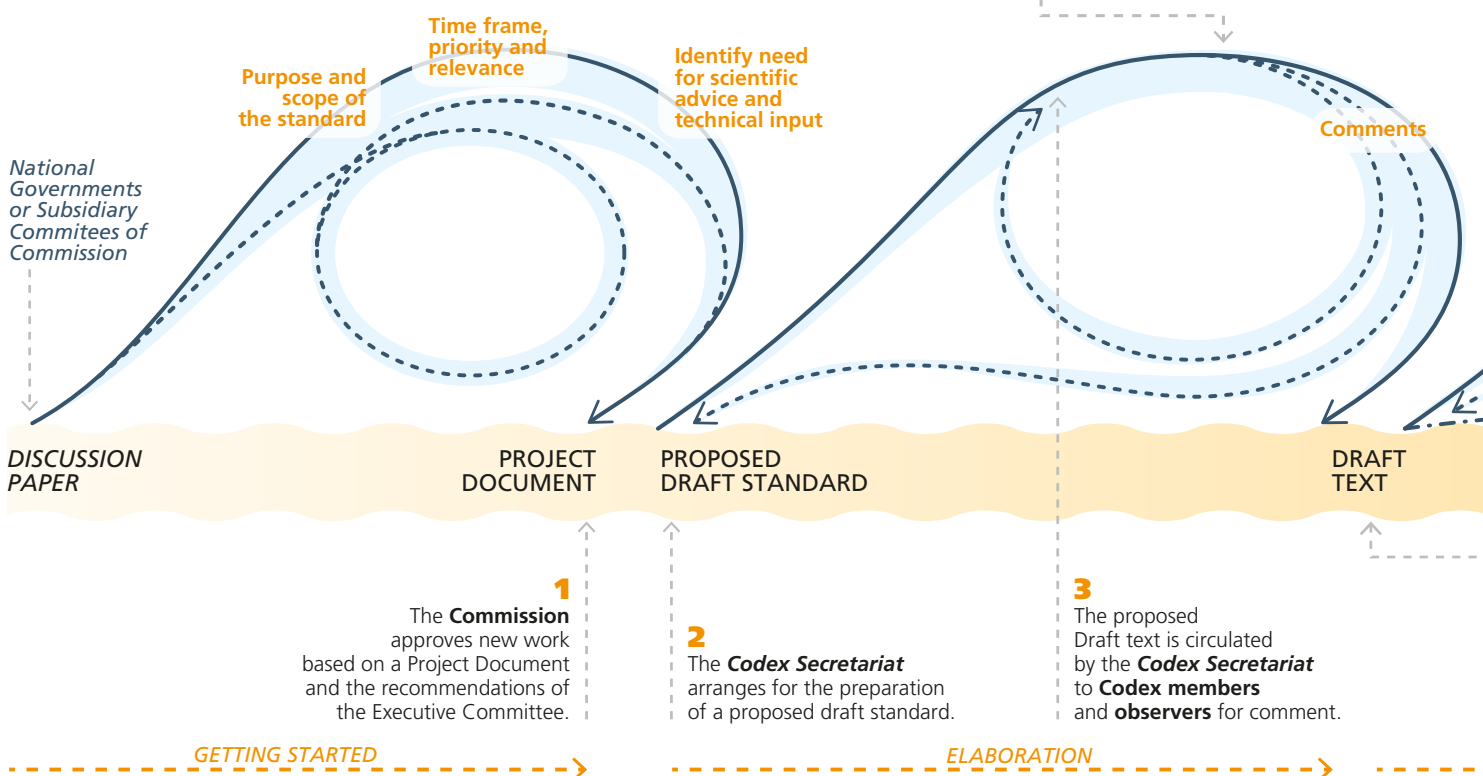 Time frame,
priority and
relevance
Purpose and
scope of
the standard
Identify need
for scientific
advice and
technical input
Comments
National
Governments
or Subsidiary
Commitees of
Commission
DISCUSSION
PAPER
PROJECT
DOCUMENT
PROPOSED
DRAFT STANDARD
DRAFT
TEXT
1
The Commission
approves new work
based on a Project Document
and the recommendations of
the Executive Committee.
2
The Codex Secretariat
arranges for the preparation
of a proposed draft standard.
3
The proposed
Draft text is circulated
by the Codex Secretariat
to Codex members
and observers for comment.
GETTING STARTED
ELABORATION